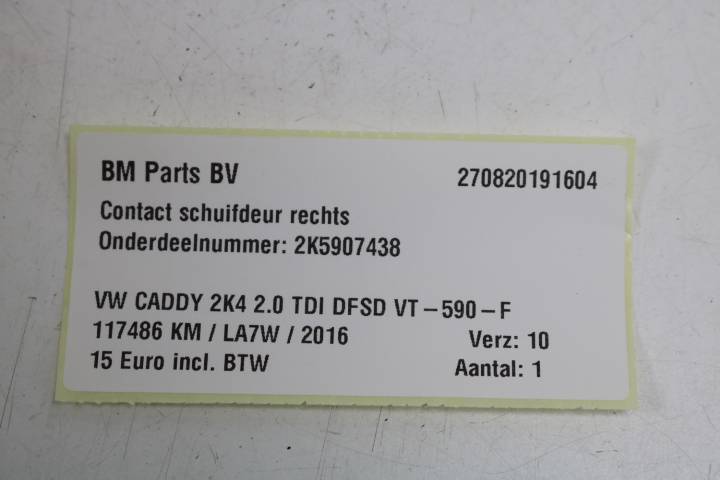 BM Parts BV 270820191604
Contact schuifdeur rechts
Onderdeelnummer: 2K5907438
VW CADDY 2K4 2.0 TDI DFSD VT-590-F
117486 KM / LA7W / 2016 Verz: 10
15 Euro incl. BTW Aantal: 1